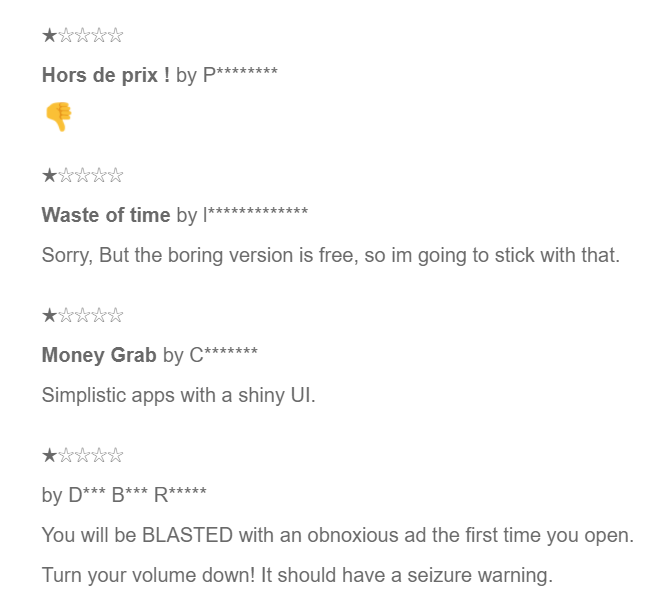 ★☆☆☆☆
Hors de prix ! by P********
👎
★☆☆☆☆
Waste of time by I*************
Sorry, But the boring version is free, so im going to stick with that.
★☆☆☆☆
Money Grab by C*******
Simplistic apps with a shiny UI.
★☆☆☆☆
by D*** B*** R*****
You will be BLASTED with an obnoxious ad the first time you open.
Turn your volume down! It should have a seizure warning.